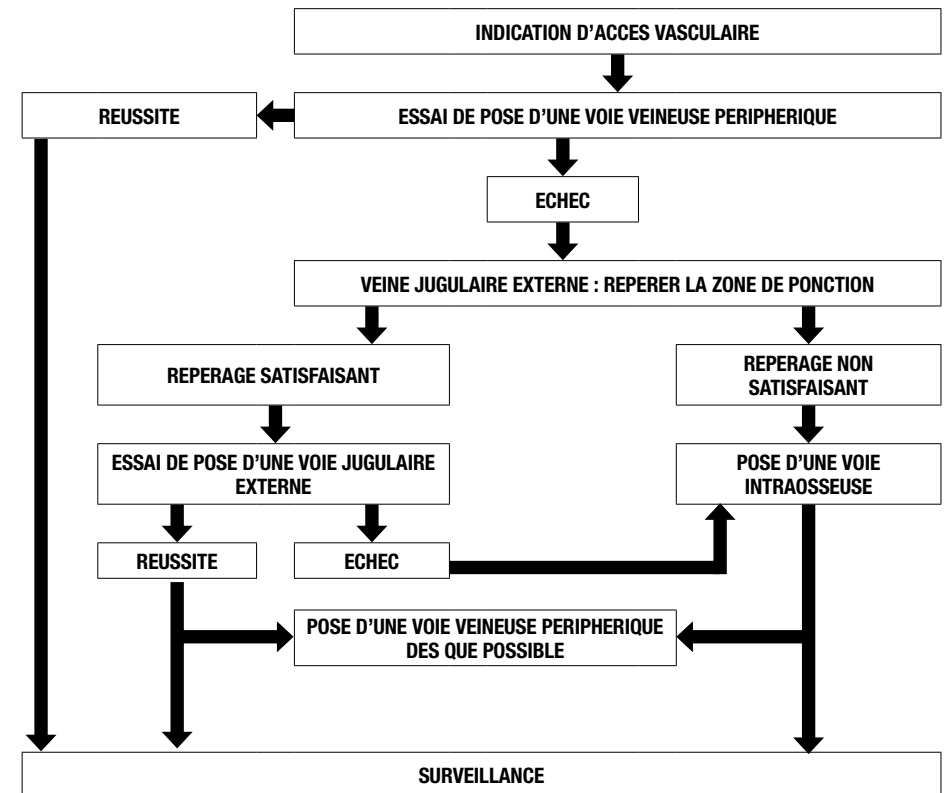 INDICATION D'ACCES VASCULAIRE
REUSSITE
ESSAI DE POSE D'UNE VOIE VEINEUSE PERIPHERIQUE
ECHEC
VEINE JUGULAIRE EXTERNE : REPERER LA ZONE DE PONCTION
REPERAGE SATISFAISANT
REPERAGE NON
SATISFAISANT
ESSAI DE POSE D'UNE VOIE JUGULAIRE
EXTERNE
POSE D'UNE VOIE
INTRAOSSEUSE
REUSSITE
ECHEC
POSE D'UNE VOIE VEINEUSE PERIPHERIQUE
DES QUE POSSIBLE
SURVEILLANCE